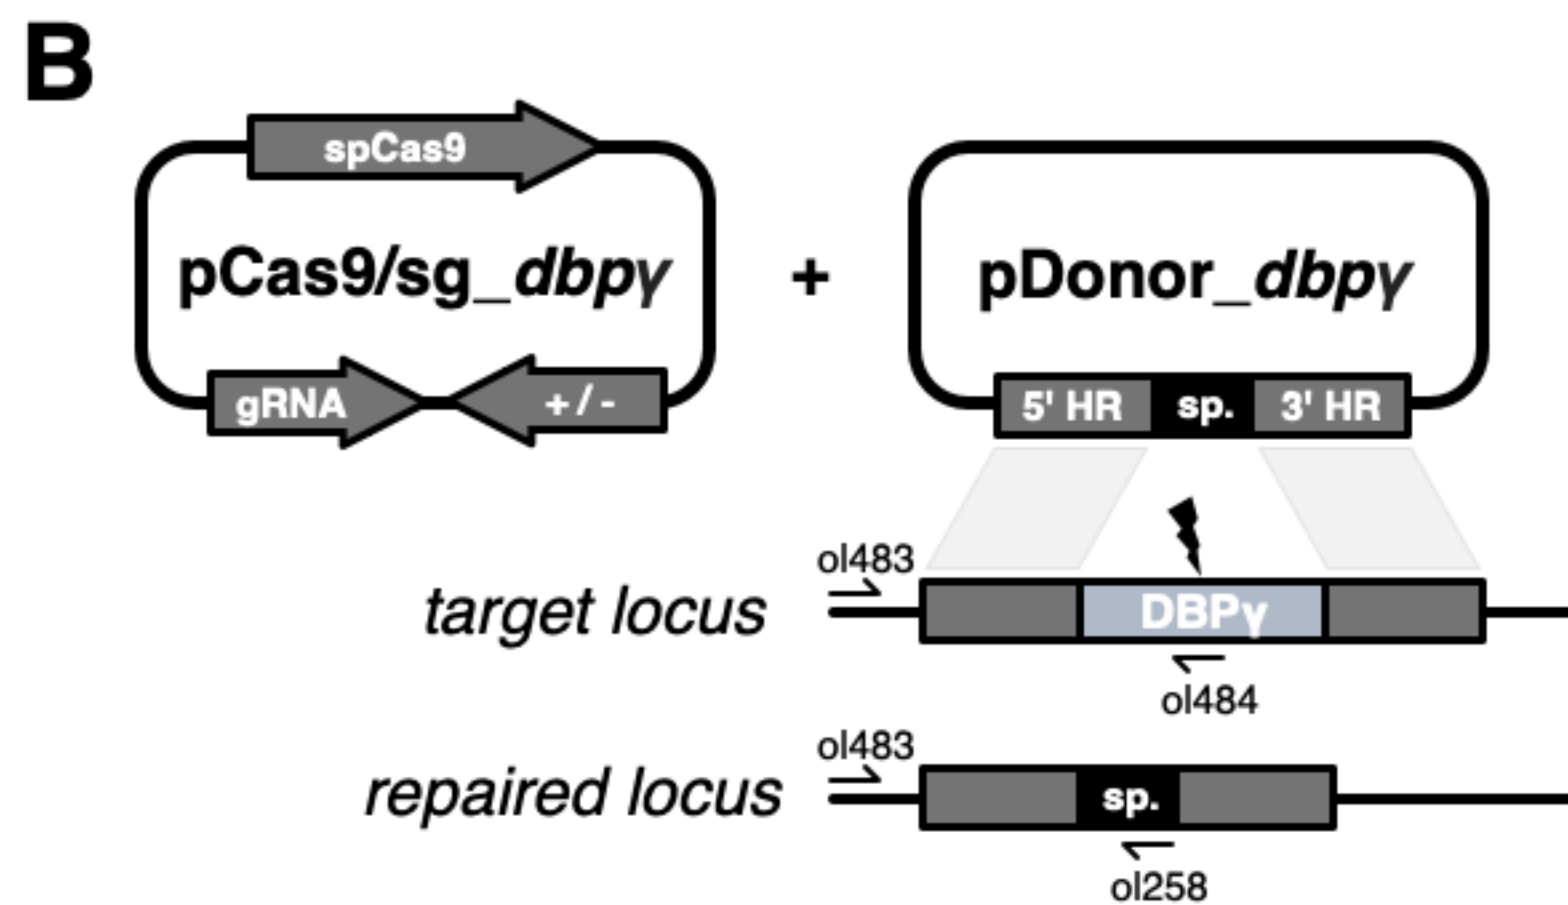 B
spCas9
pCas9/sg_dbpγ
+
pDonor_dbpγ
gRNA
+/-
5' HR
sp.
3' HR
ol483
target locus
DBPγ
ol484
ol483
repaired locus
sp.
ol258